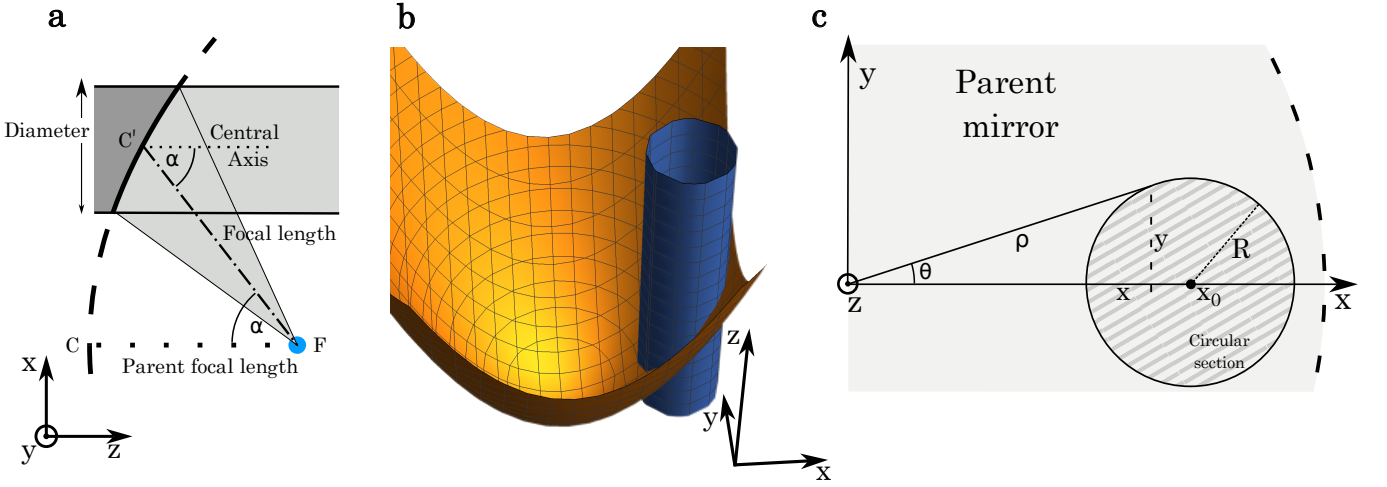 a
Diameter
C'
α
Central
Axis
Focal length
α
C
F
Parent focal length
x
y
z
b
z
y
x
c
y
Parent
mirror
ρ
y
R
θ
z
x
x₀
x
Circular
section